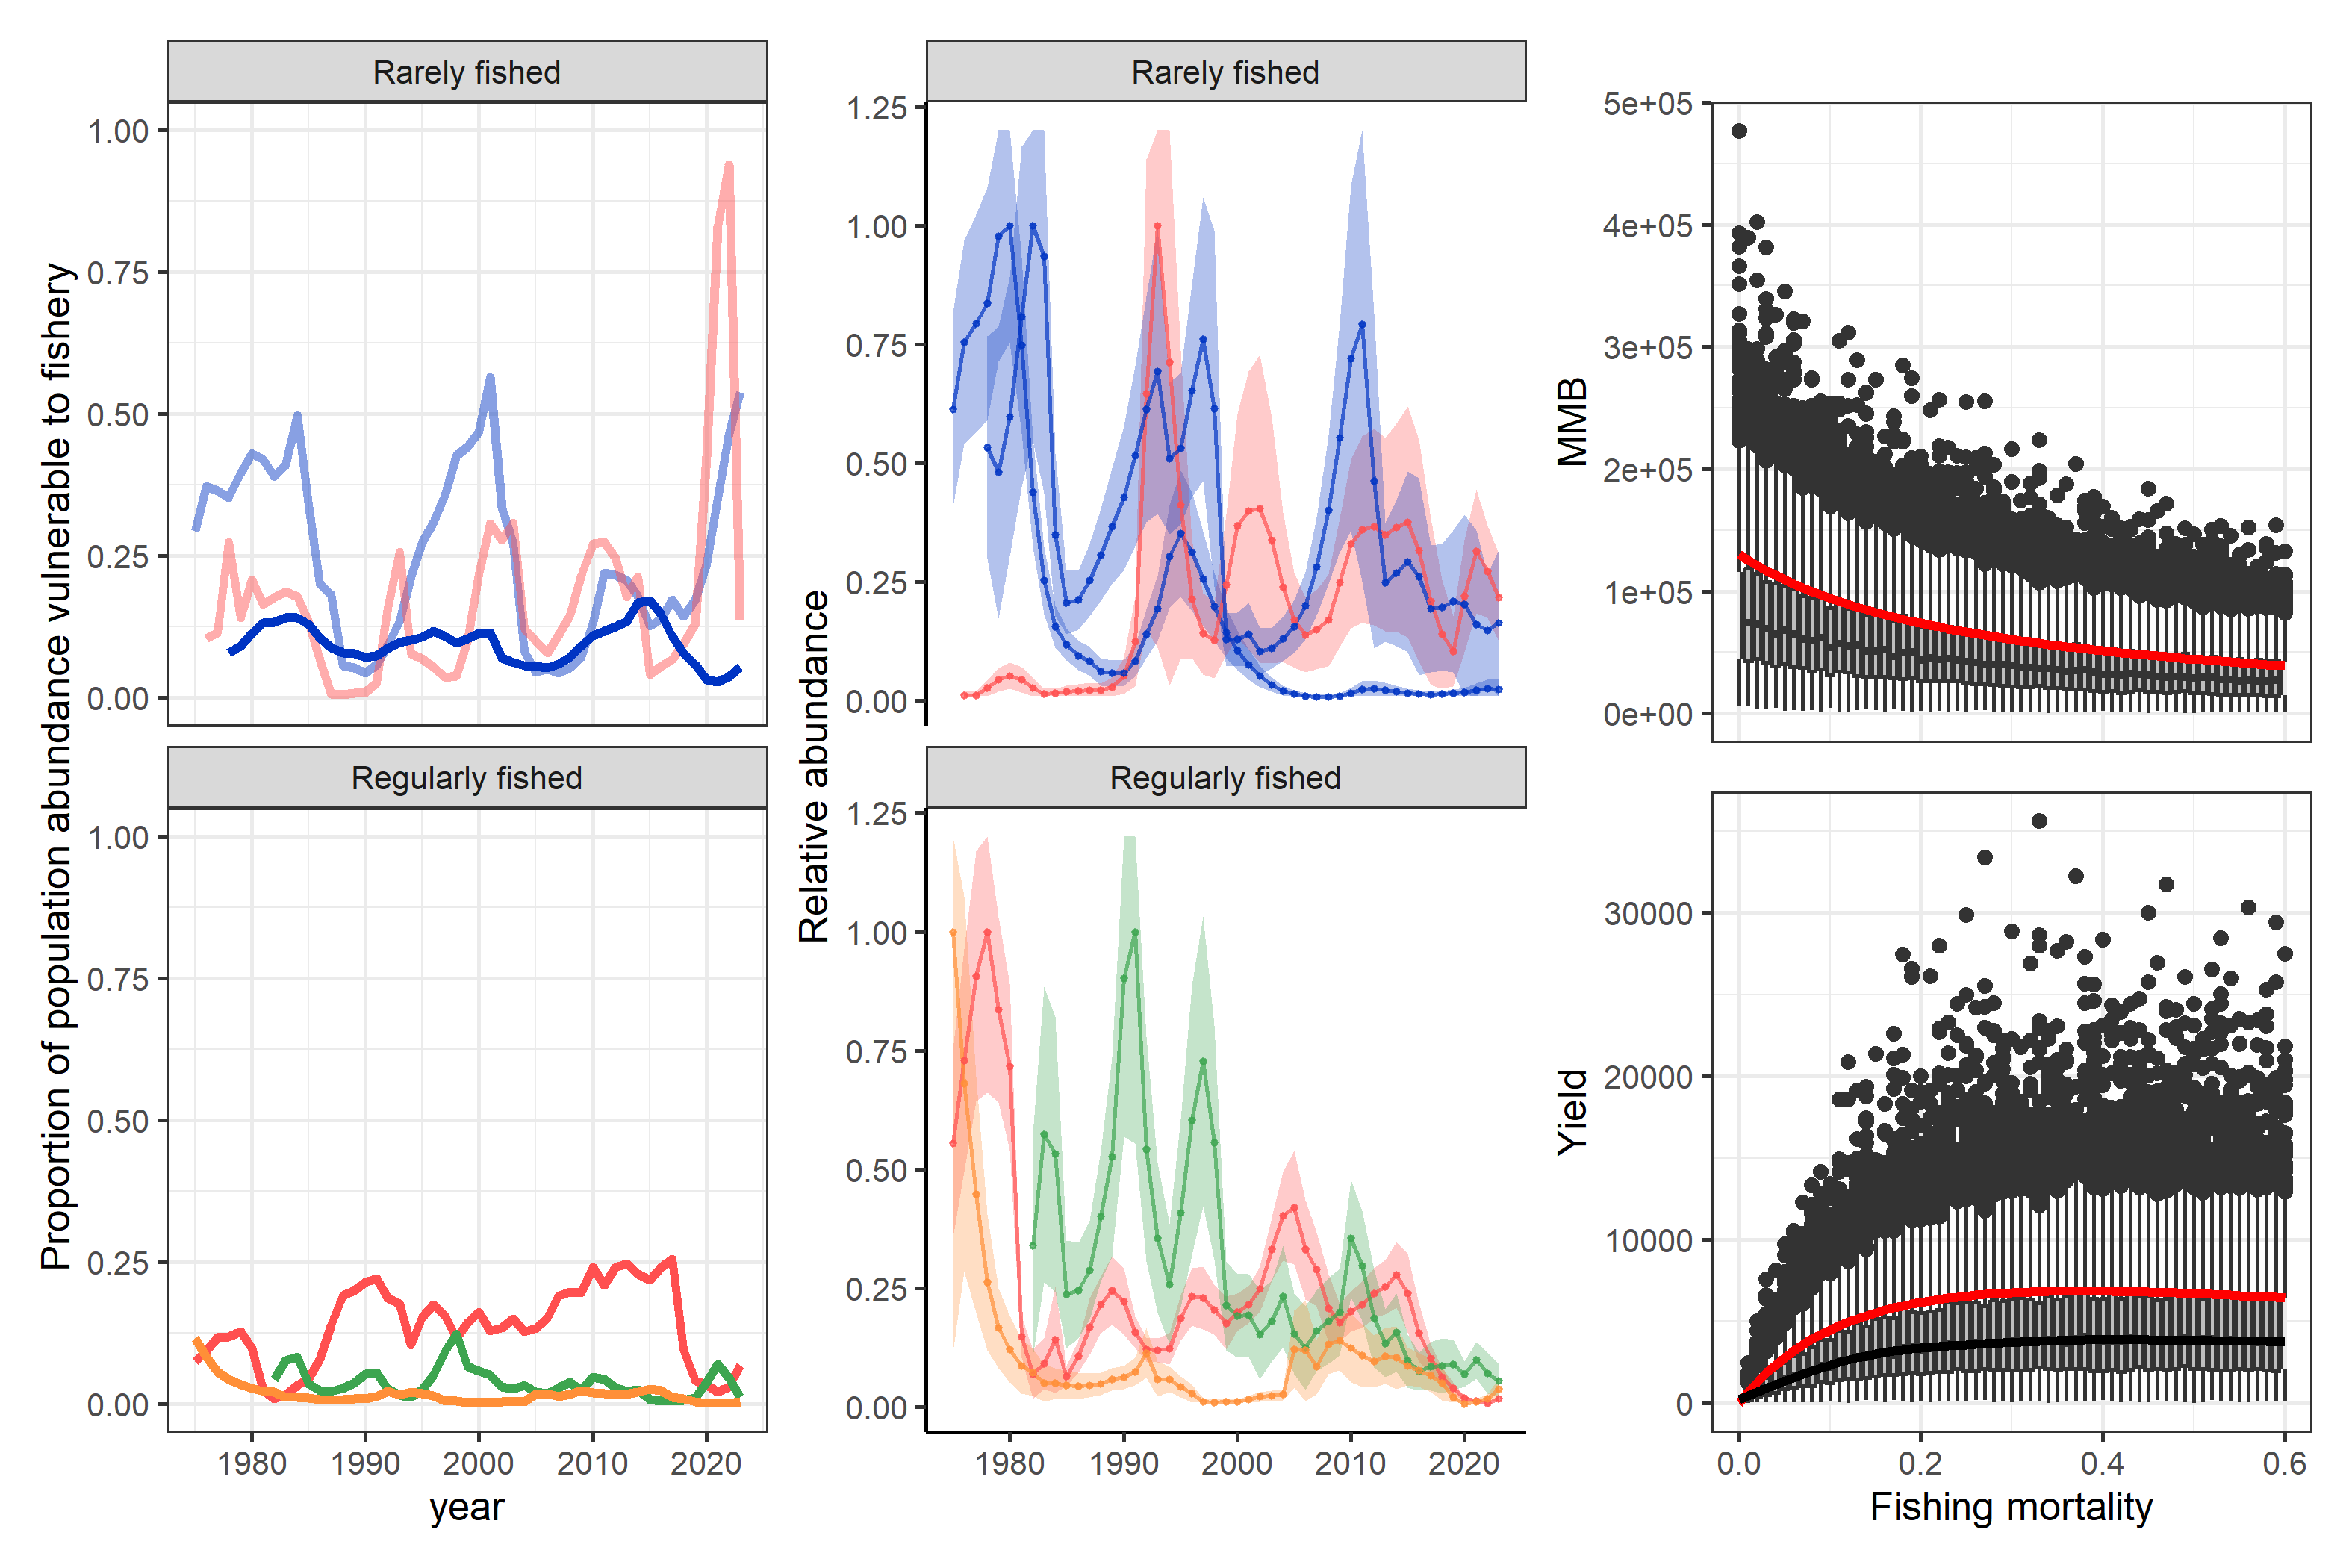 Rarely fished
Rarely fished
Proportion of population abundance vulnerable to fishery
1.00
0.75
0.50
0.25
0.00
Regularly fished
1.00
0.75
0.50
0.25
0.00
1980 1990 2000 2010 2020
year
Relative abundance
1.25
1.00
0.75
0.50
0.25
0.00
Regularly fished
1.25
1.00
0.75
0.50
0.25
0.00
1980 1990 2000 2010 2020
MMB
5e+05
4e+05
3e+05
2e+05
1e+05
0e+00
Yield
30000
20000
10000
0
0.0 0.2 0.4 0.6
Fishing mortality